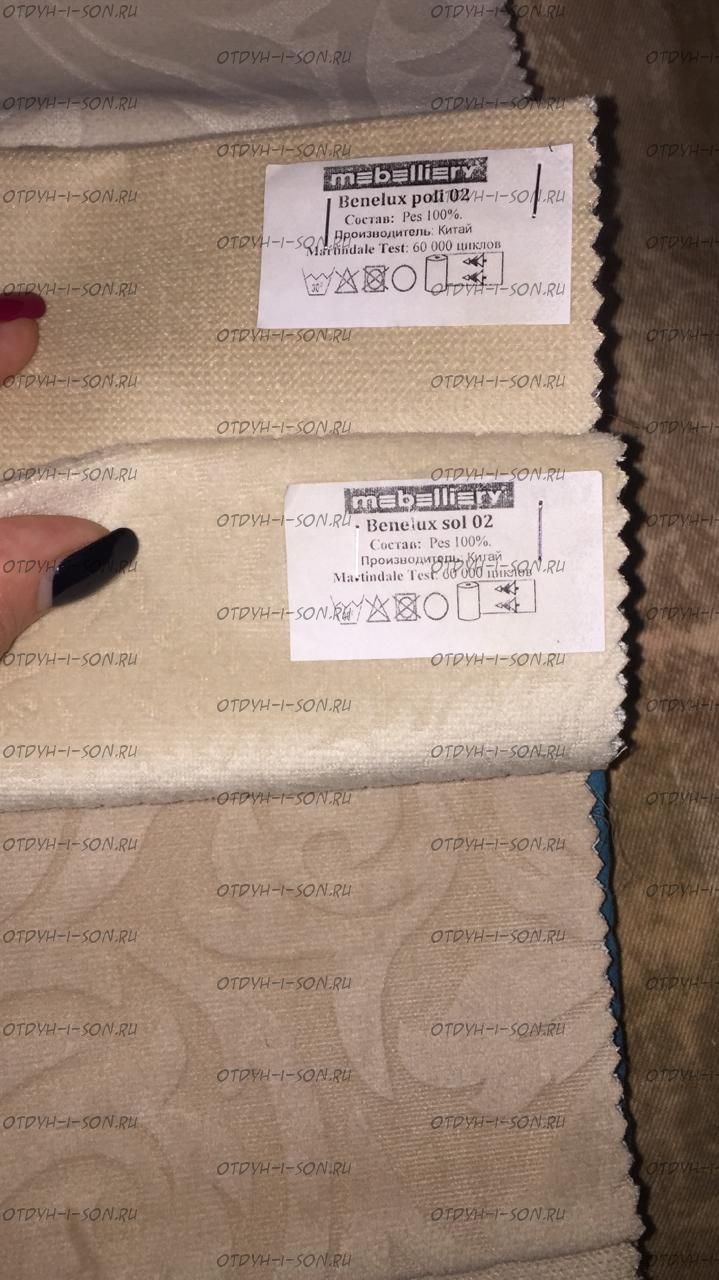 mebelliery
Benelux poli 02
Состав: Pes 100%.
Производитель: Китай
Martindale Test: 60 000 циклов
30°
mebelliery
Benelux sol 02
Состав: Pes 100%.
Производитель: Китай
Martindale Test: 60 000 циклов
OTDYH-I-SON.RU